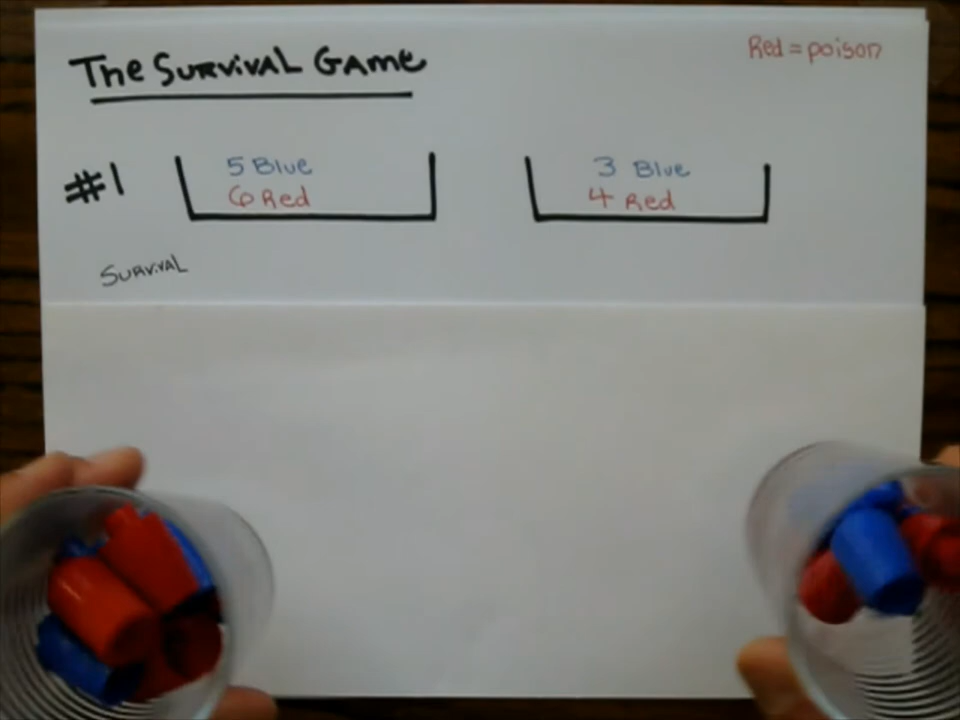 The Survival Game
Red = poison
#1
5 Blue
6 Red
3 Blue
4 Red
Survival